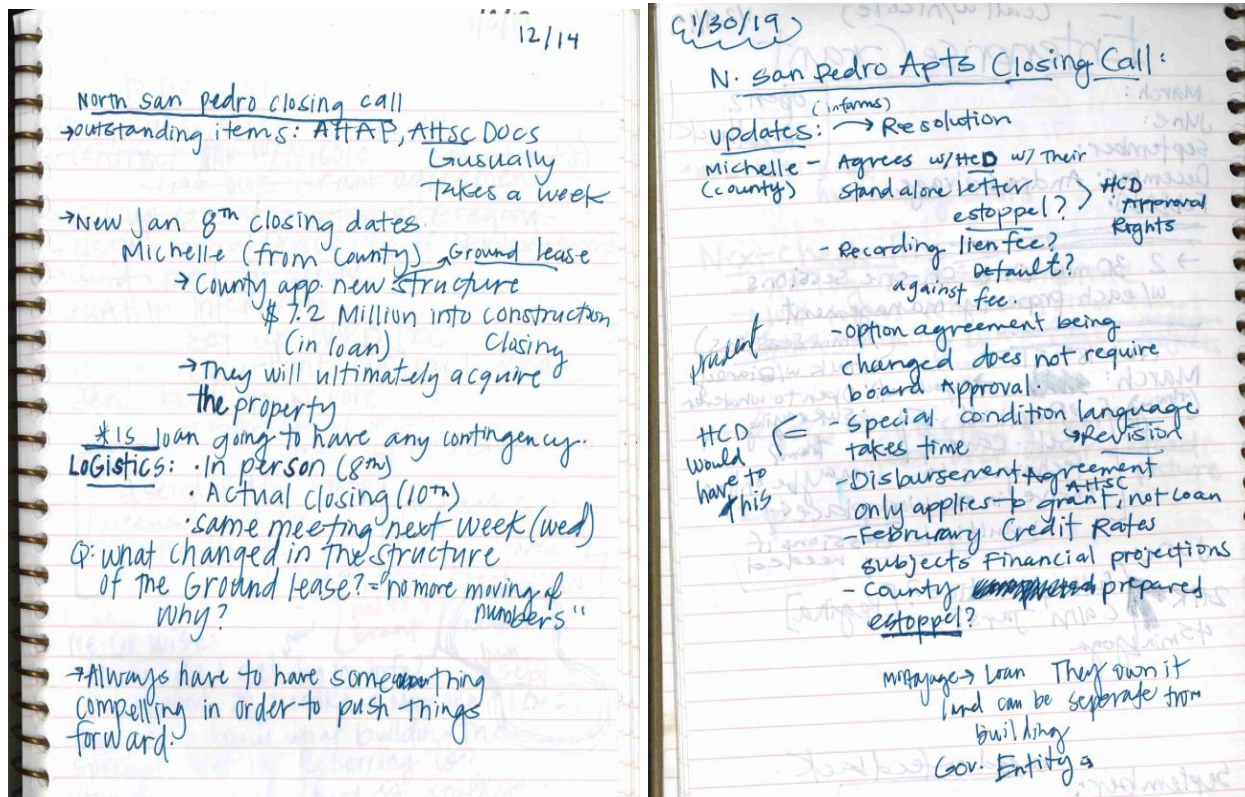 12/14
North san pedro closing call
→outstanding items: AHAP, AHSC DOCS
usually
takes a week
→New Jan 8th closing dates.
Michelle (from county) Ground lease
→ County app. new structure
$7.2 Million into construction
(in loan) Closing
→They will ultimately acquire
the property
*Is loan going to have any contingency.
LOGistics: · In person (8th)
· Actual closing (10th)
· same meeting next week (wed)
Q: what changed in the structure
of the Ground lease? = "no more moving of
Why? numbers"
→Always have to have something
compelling in order to push things
forward.
1/30/19
N. San Pedro Apts Closing Call:
(informs)
updates: → Resolution
Michelle - Agrees w/HCD w/ Their
(county) stand alone letter
estoppel? > HCD
Approval
Rights
- Recording lien fee?
Default?
against fee.
- option agreement being
changed does not require
board Approval.
- special condition language
takes time →Revision
HCD
would
have to
this
- Disbursement Agreement
AHSC
only applies to grant, not loan
- Februrary Credit Rates
subjects Financial projections
- County prepared
estoppel?
mortgage → Loan They own it
land can be seperate from
building
Gov. Entity →